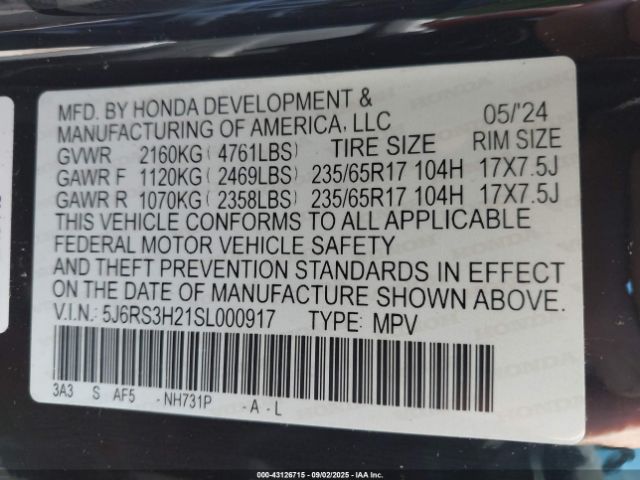 MFD. BY HONDA DEVELOPMENT &
MANUFACTURING OF AMERICA, LLC 05/'24
GVWR 2160KG ( 4761LBS) TIRE SIZE RIM SIZE
GAWR F 1120KG ( 2469LBS) 235/65R17 104H 17X7.5J
GAWR R 1070KG ( 2358LBS) 235/65R17 104H 17X7.5J
THIS VEHICLE CONFORMS TO ALL APPLICABLE
FEDERAL MOTOR VEHICLE SAFETY
AND THEFT PREVENTION STANDARDS IN EFFECT
ON THE DATE OF MANUFACTURE SHOWN ABOVE.
V.I.N.: 5J6RS3H21SL000917 TYPE: MPV
3A3 S AF5 - NH731P - A - L
000-43126715 - 09/02/2025 - IAA Inc.